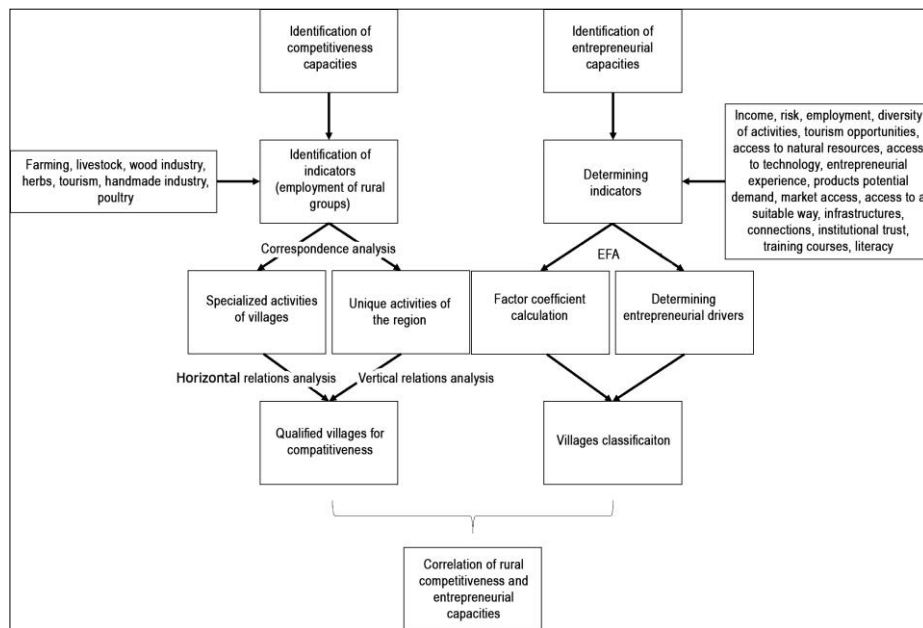 Identification of
competitiveness
capacities
Identification of
entrepreneurial
capacities
Farming, livestock, wood industry,
herbs, tourism, handmade industry,
poultry
Identification of
indicators
(employment of rural
groups)
Determining
indicators
Income, risk, employment, diversity
of activities, tourism opportunities,
access to natural resources, access
to technology, entrepreneurial
experience, products potential
demand, market access, access to a
suitable way, infrastructures,
connections, institutional trust,
training courses, literacy
Correspondence analysis
EFA
Specialized activities
of villages
Unique activities of
the region
Factor coefficient
calculation
Determining
entrepreneurial drivers
Horizontal relations analysis
Vertical relations analysis
Qualified villages for
compatitiveness
Villages classificaiton
Correlation of rural
competitiveness and
entrepreneurial
capacities